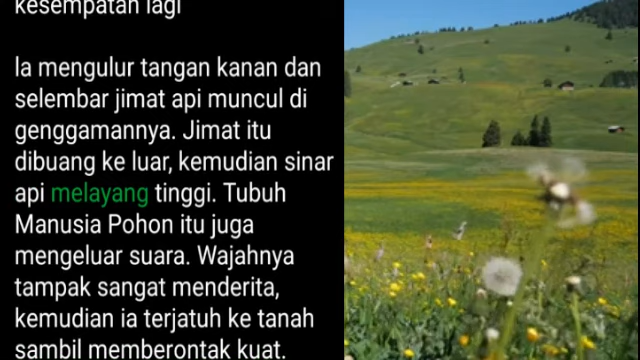 kesempatan lagi
Ia mengulur tangan kanan dan
selembar jimat api muncul di
genggamannya. Jimat itu
dibuang ke luar, kemudian sinar
api melayang tinggi. Tubuh
Manusia Pohon itu juga
mengeluar suara. Wajahnya
tampak sangat menderita,
kemudian ia terjatuh ke tanah
sambil memberontak kuat.